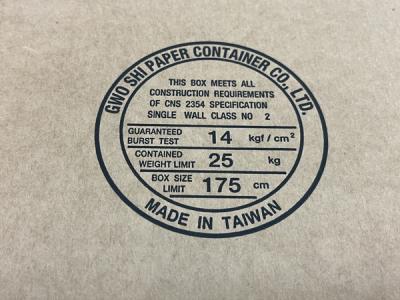 GWO SHI PAPER CONTAINER CO., LTD.
THIS BOX MEETS ALL
CONSTRUCTION REQUIREMENTS
OF CNS 2354 SPECIFICATION
SINGLE WALL CLASS NO 2
GUARANTEED BURST TEST 14 kgf / cm²
CONTAINED WEIGHT LIMIT 25 kg
BOX SIZE LIMIT 175 cm
MADE IN TAIWAN